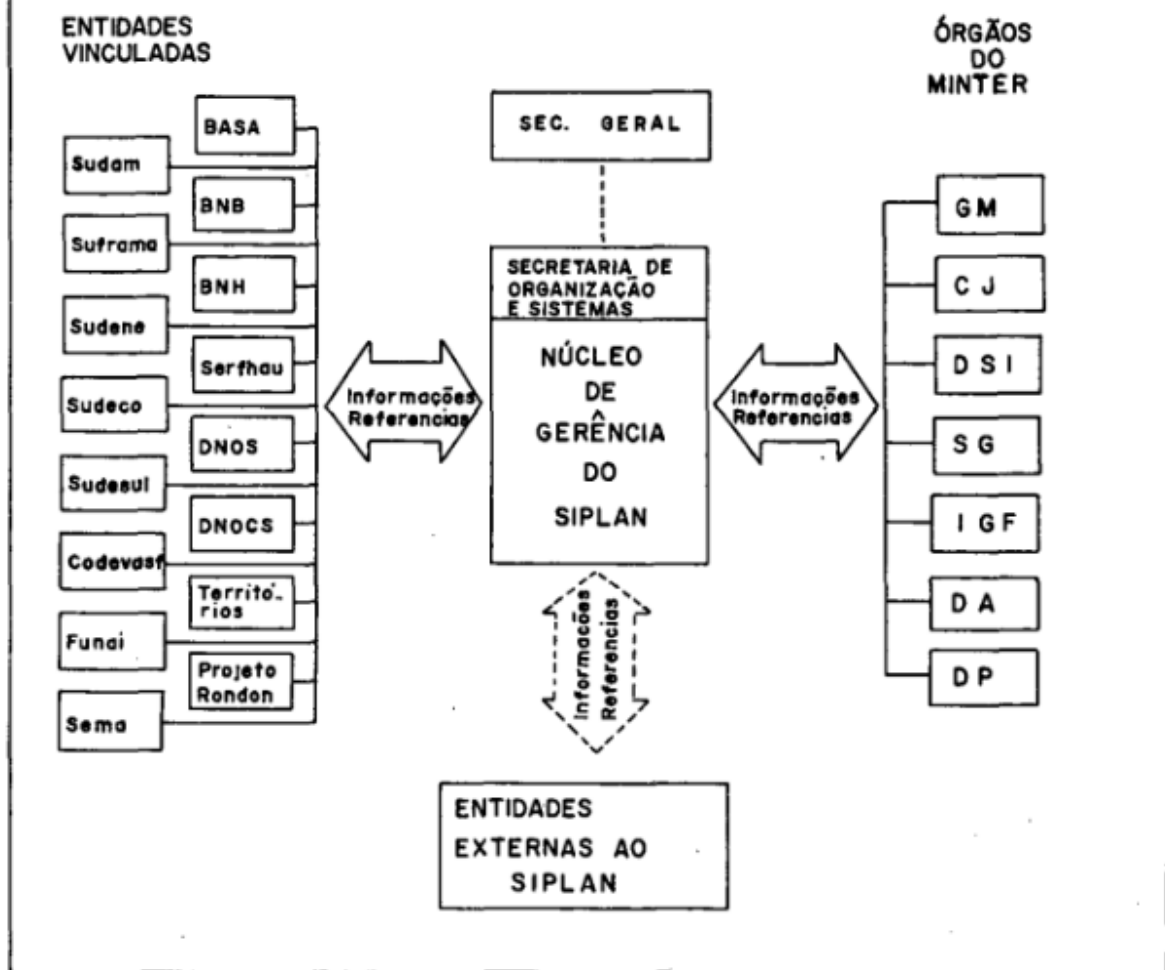 ENTIDADES
VINCULADAS
ÓRGÃOS
DO
MINTER
BASA
Sudam
BNB
Suframa
BNH
Sudene
Serfhau
Sudeco
DNOS
Sudesul
DNOCS
Codevasf
Territó-
rios
Funai
Projeto
Rondon
Sema
Informações
Referencias
SEC. GERAL
SECRETARIA DE
ORGANIZAÇÃO
E SISTEMAS
NÚCLEO
DE
GERÊNCIA
DO
SIPLAN
Informações
Referencias
Informações
Referencias
ENTIDADES
EXTERNAS AO
SIPLAN
GM
CJ
DSI
SG
IGF
DA
DP